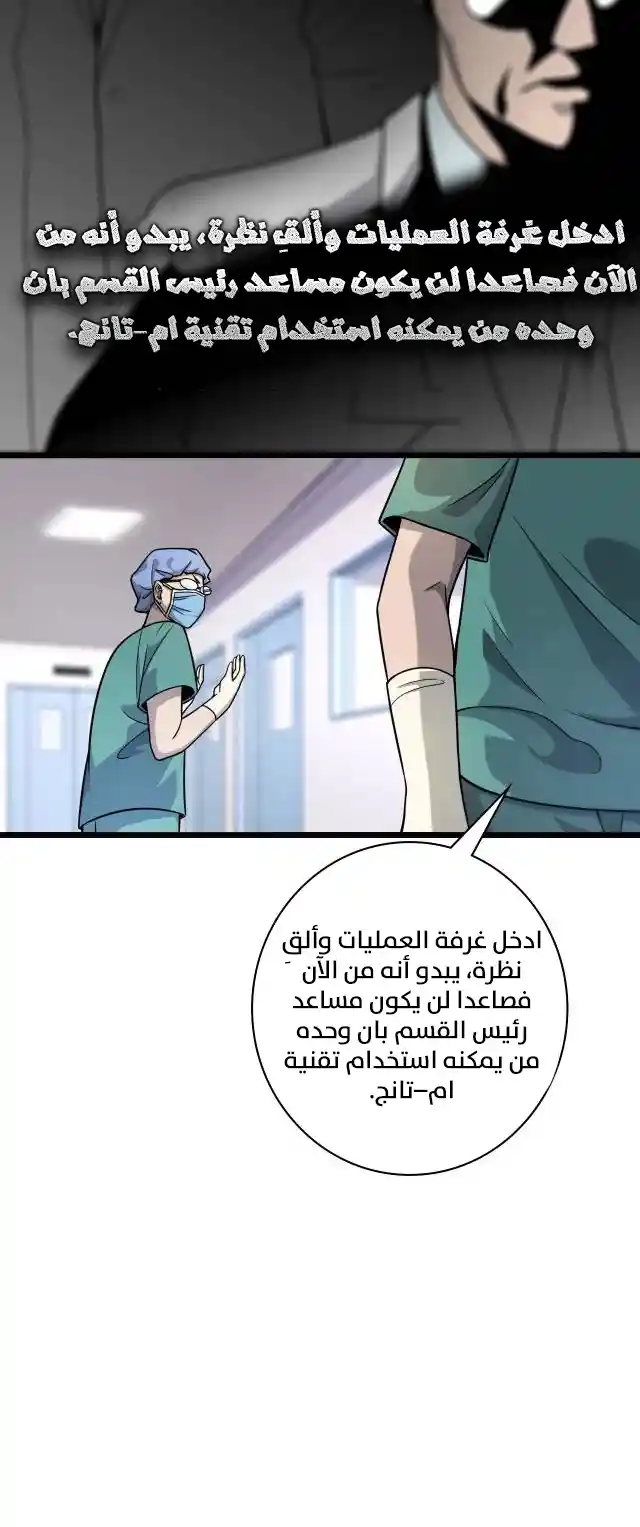 ادخل غرفة العمليات وألقِ نظرة، يبدو أنه من
الآن فصاعدا لن يكون مساعد رئيس القسم بان
وحده من يمكنه استخدام تقنية ام-تانج.
ادخل غرفة العمليات وألقِ
نظرة، يبدو أنه من الآن
فصاعدا لن يكون مساعد
رئيس القسم بان وحده
من يمكنه استخدام تقنية
ام-تانج.